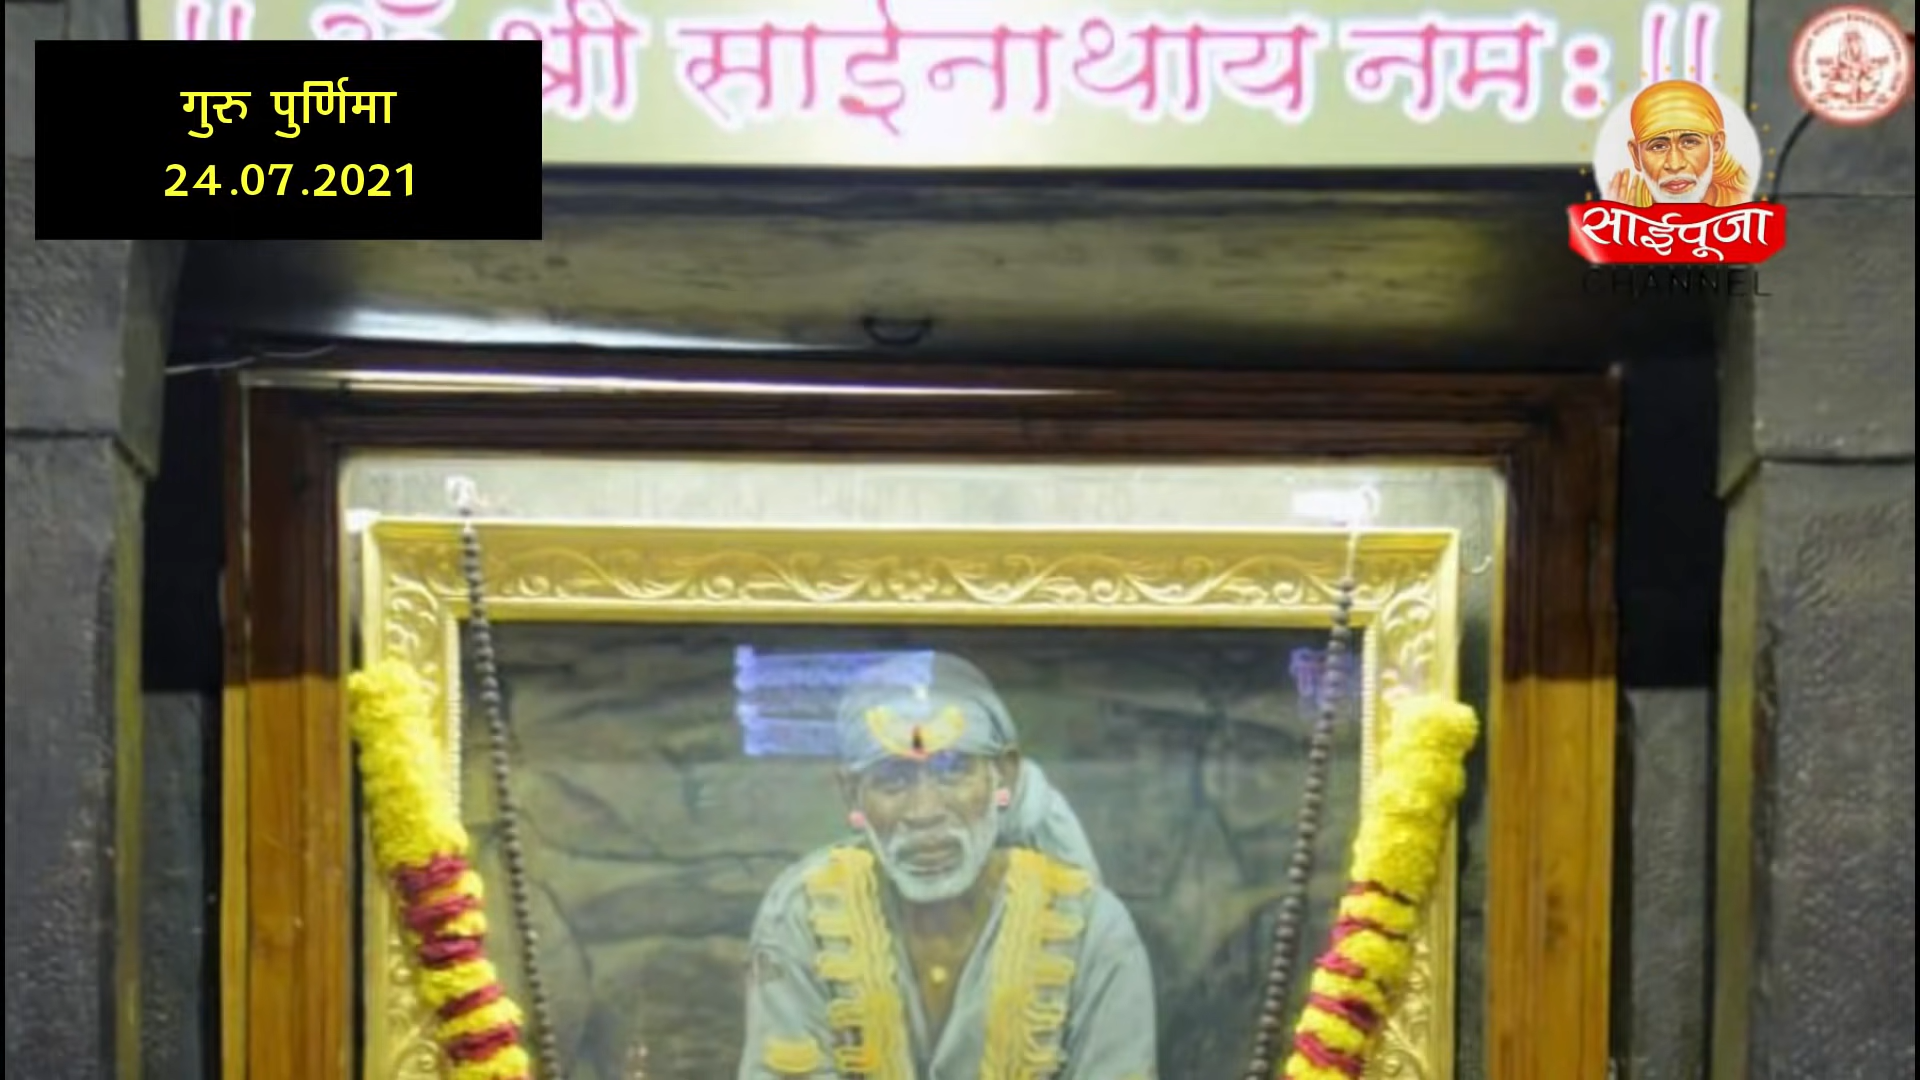 ॥ ॐ श्री साईनाथाय नमः ॥
गुरु पुर्णिमा
24.07.2021
साईपूजा
CHANNEL